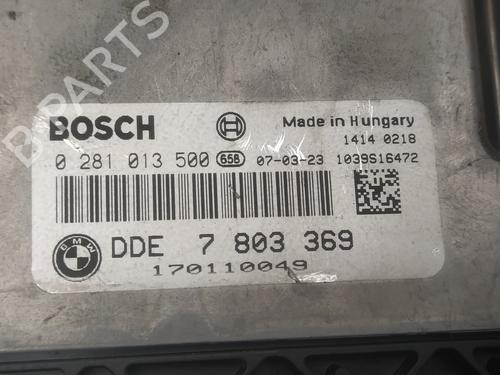 B-PARTS
BOSCH
Made in Hungary
1414 0218
0 281 013 500 658 07-03-23 1039S16472
BMW
DDE 7 803 369
170110049